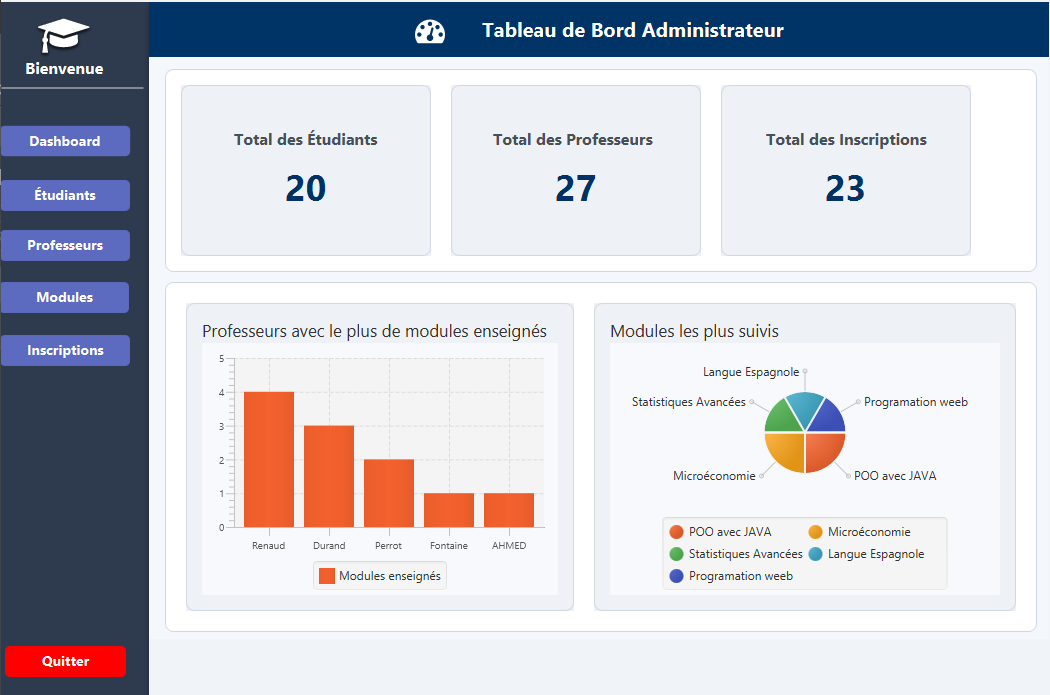 Bienvenue
Dashboard
Étudiants
Professeurs
Modules
Inscriptions
Quitter
Tableau de Bord Administrateur
Total des Étudiants
20
Total des Professeurs
27
Total des Inscriptions
23
Professeurs avec le plus de modules enseignés
5
4
3
2
1
0
Renaud Durand Perrot Fontaine AHMED
Modules enseignés
Modules les plus suivis
Langue Espagnole
Statistiques Avancées Programation weeb
Microéconomie POO avec JAVA
POO avec JAVA Microéconomie
Statistiques Avancées Langue Espagnole
Programation weeb